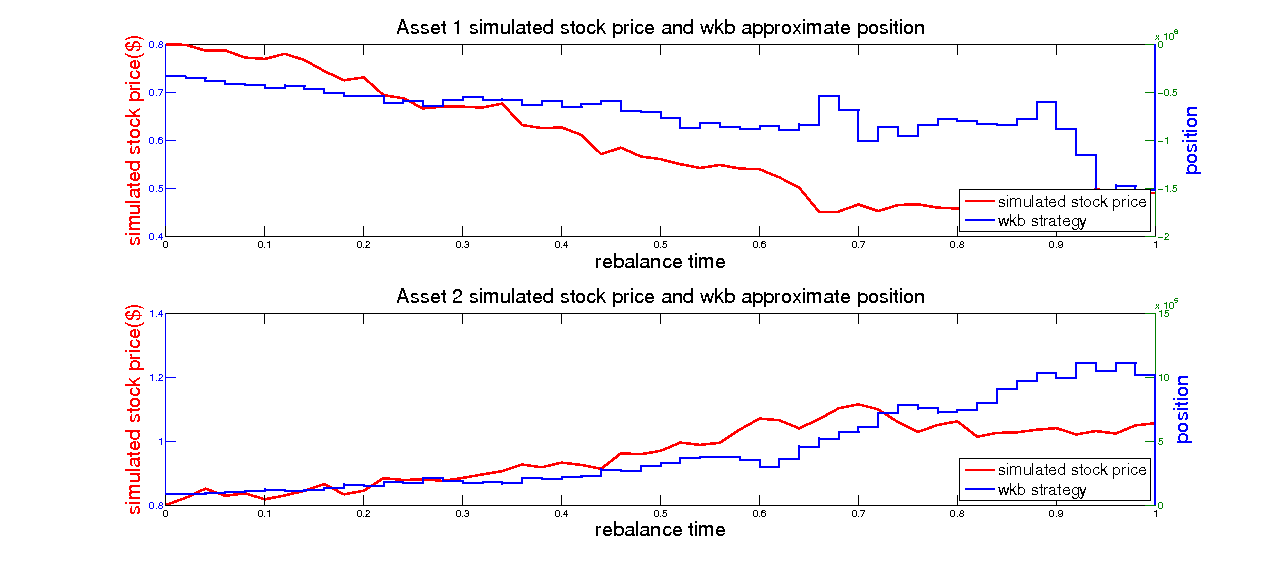 Asset 1 simulated stock price and wkb approximate position
simulated stock price($)
0.8
0.7
0.6
0.5
0.4
0 0.1 0.2 0.3 0.4 0.5 0.6 0.7 0.8 0.9 1
rebalance time
x 10
0
−0.5
−1
−1.5
−2
position
simulated stock price
wkb strategy
Asset 2 simulated stock price and wkb approximate position
simulated stock price($)
1.4
1.2
1
0.8
0 0.1 0.2 0.3 0.4 0.5 0.6 0.7 0.8 0.9 1
rebalance time
x 10
15
10
5
0
position
simulated stock price
wkb strategy